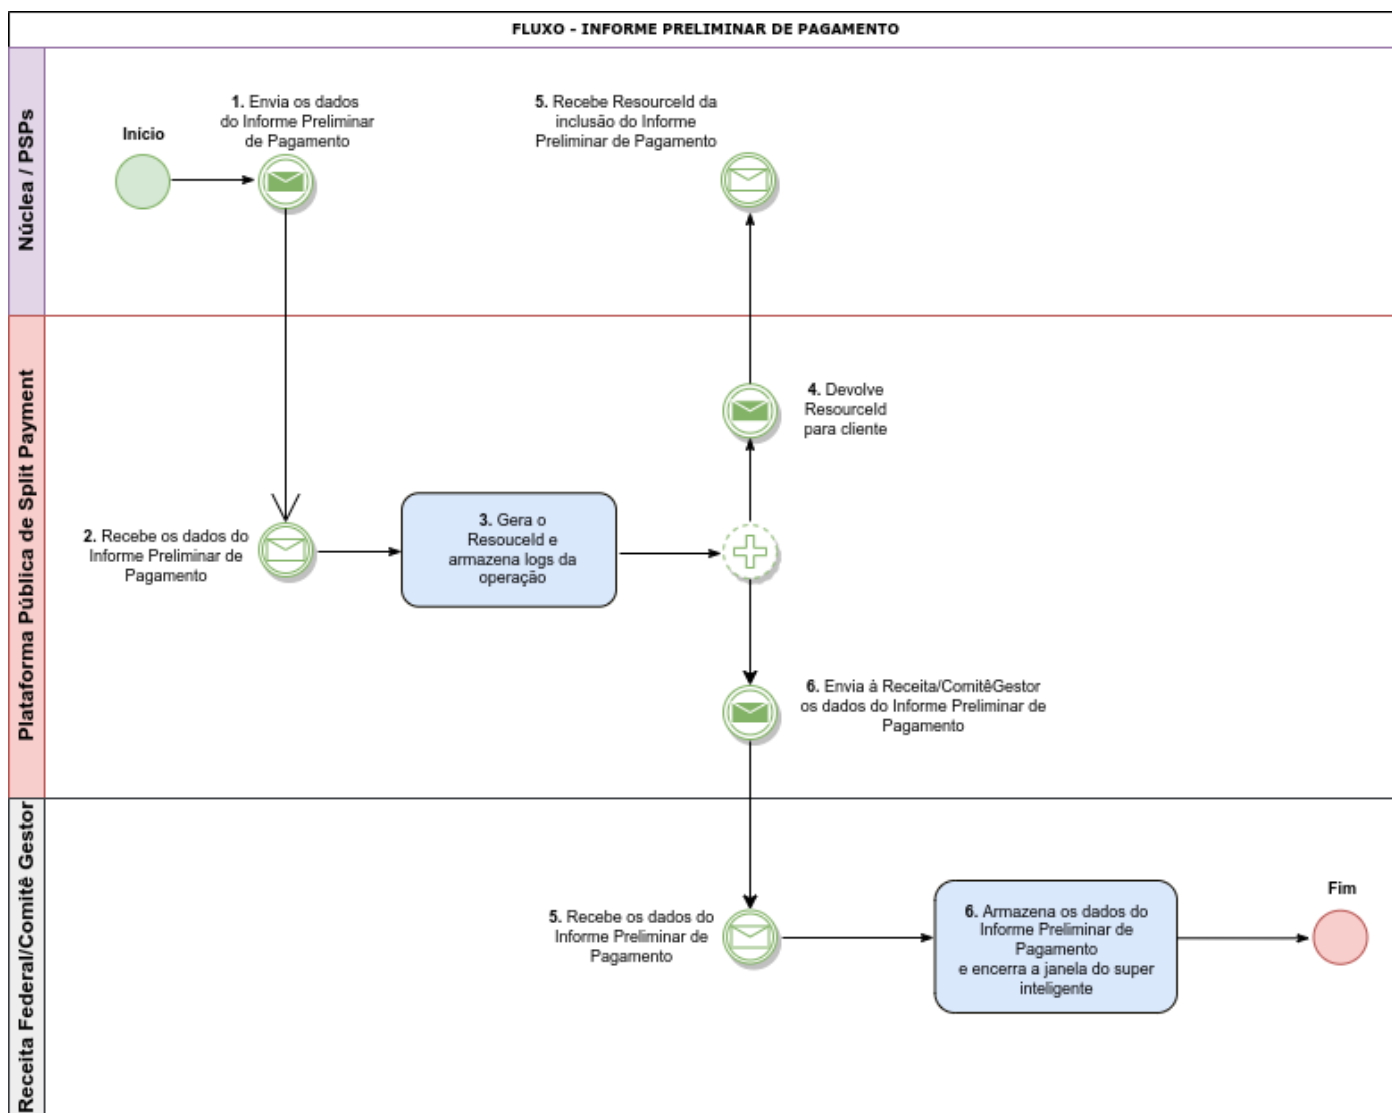 FLUXO - INFORME PRELIMINAR DE PAGAMENTO
Núclea / PSPs
Início
1. Envia os dados
do Informe Preliminar
de Pagamento
5. Recebe ResourceId da
inclusão do Informe
Preliminar de Pagamento
Plataforma Pública de Split Payment
4. Devolve
ResourceId
para cliente
2. Recebe os dados do
Informe Preliminar de
Pagamento
3. Gera o
ResouceId e
armazena logs da
operação
6. Envia à Receita/ComitêGestor
os dados do Informe Preliminar de
Pagamento
Receita Federal/Comitê Gestor
5. Recebe os dados do
Informe Preliminar de
Pagamento
6. Armazena os dados do
Informe Preliminar de
Pagamento
e encerra a janela do super
inteligente
Fim